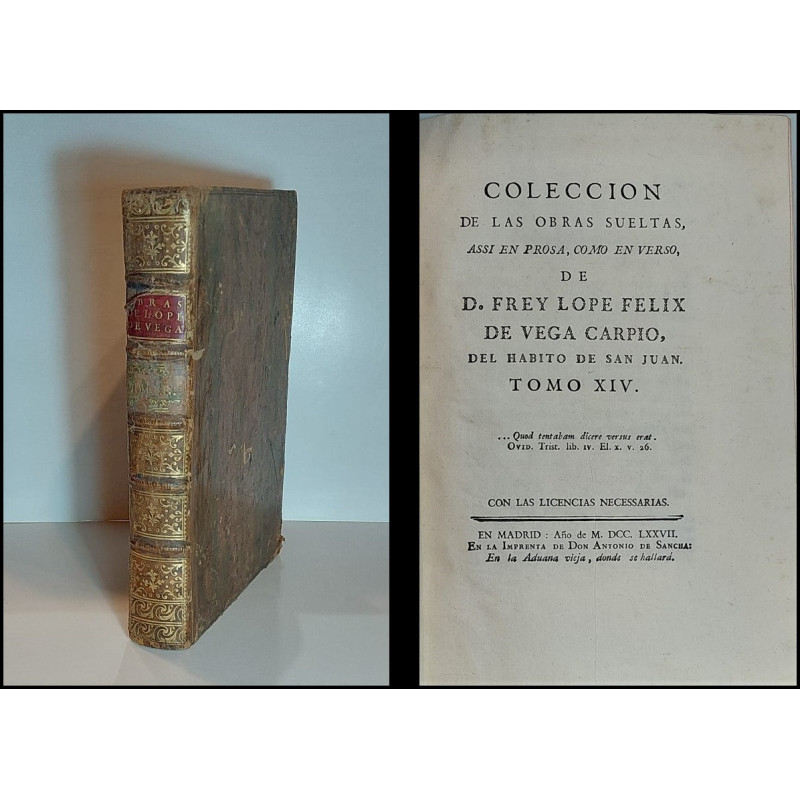 OBRAS
DE LOPE
DE VEGA
COLECCION
DE LAS OBRAS SUELTAS,
ASSI EN PROSA, COMO EN VERSO,
DE
D. FREY LOPE FELIX
DE VEGA CARPIO,
DEL HABITO DE SAN JUAN.
TOMO XIV.
...Quod tentabam dicere versus erat.
OVID. Trist. lib. IV. El. X. v. 26.
CON LAS LICENCIAS NECESSARIAS.
EN MADRID : Año de M. DCC. LXXVII.
EN LA IMPRENTA DE DON ANTONIO DE SANCHA:
En la Aduana vieja, donde se hallará.